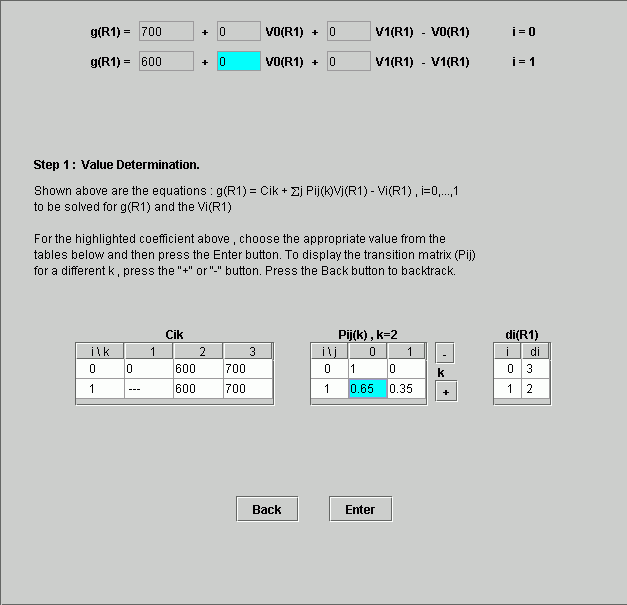 g(R1) = 700 + 0 V0(R1) + 0 V1(R1) - V0(R1) i = 0
g(R1) = 600 + 0 V0(R1) + 0 V1(R1) - V1(R1) i = 1
Step 1 : Value Determination.
Shown above are the equations : g(R1) = Cik + Σj Pij(k)Vj(R1) - Vi(R1) , i=0,...,1
to be solved for g(R1) and the Vi(R1)
For the highlighted coefficient above , choose the appropriate value from the
tables below and then press the Enter button. To display the transition matrix (Pij)
for a different k , press the "+" or "-" button. Press the Back button to backtrack.
Cik Pij(k) , k=2 di(R1)
i \ k 1 2 3 i \ j 0 1 - i di
0 0 600 700 0 1 0 k 0 3
1 --- 600 700 1 0.65 0.35 + 1 2
Back Enter